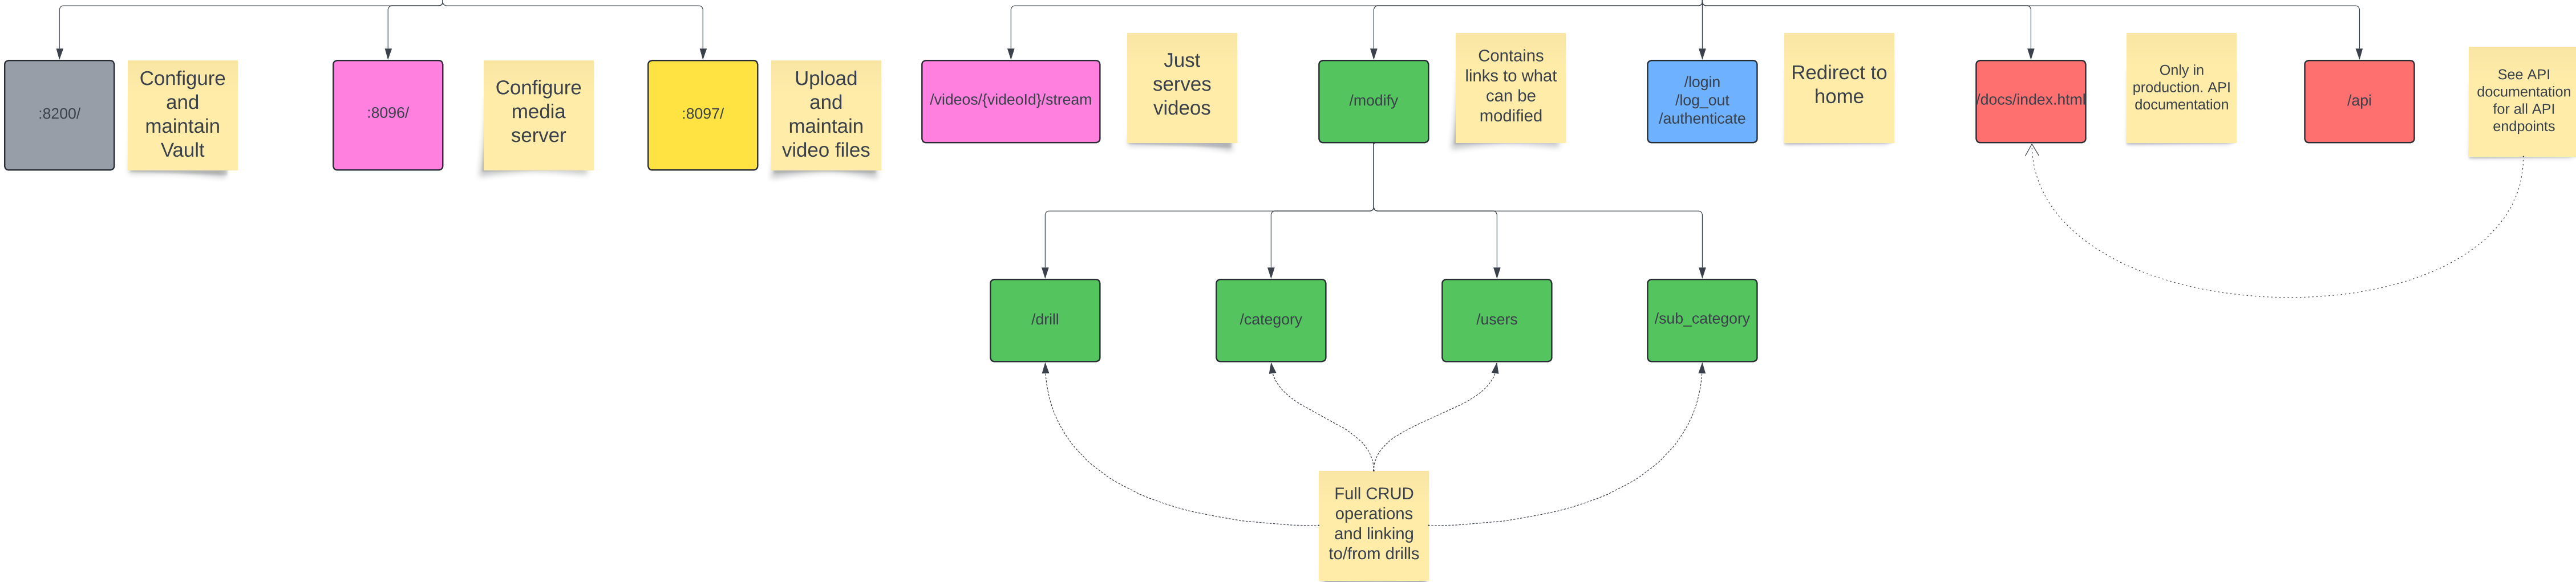 :8200/
Configure
and
maintain
Vault
:8096/
Configure
media
server
:8097/
Upload
and
maintain
video files
/videos/{videoId}/stream
Just
serves
videos
/modify
Contains
links to what
can be
modified
/login
/log_out
/authenticate
Redirect to
home
/docs/index.html
Only in
production. API
documentation
/api
See API
documentation
for all API
endpoints
/drill
/category
/users
/sub_category
Full CRUD
operations
and linking
to/from drills